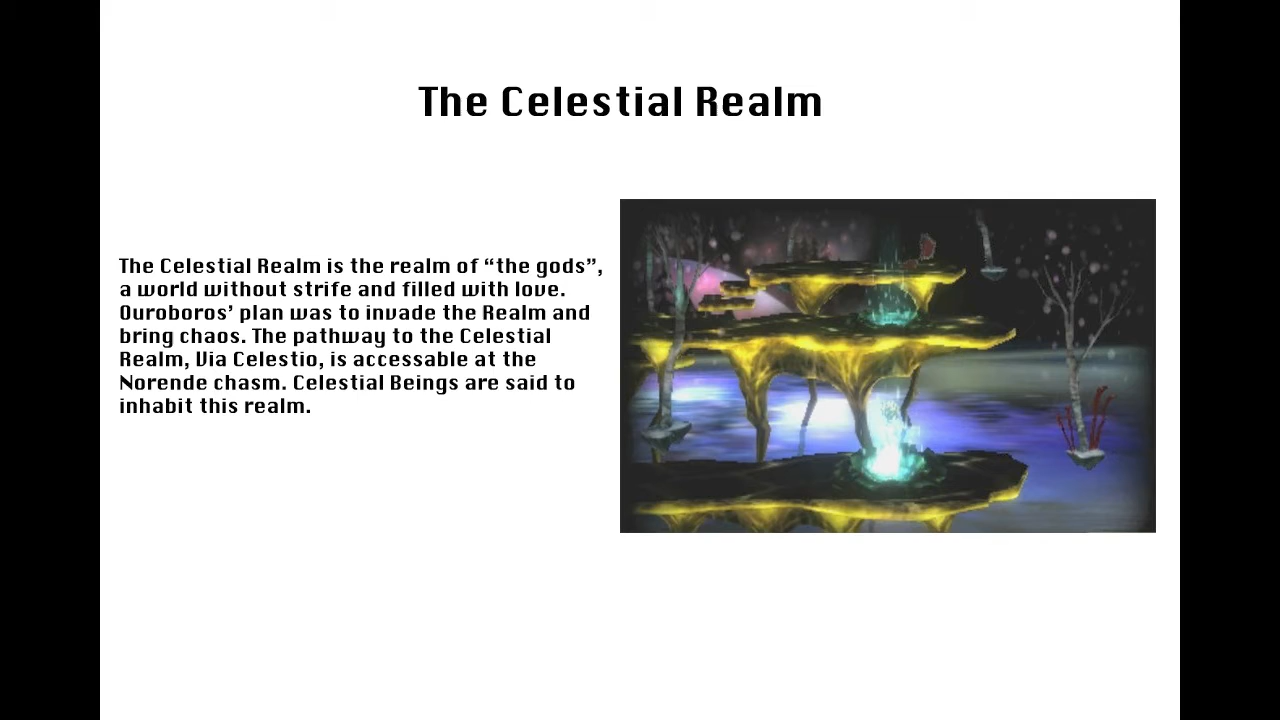 The Celestial Realm
The Celestial Realm is the realm of “the gods”,
a world without strife and filled with love.
Ouroboros’ plan was to invade the Realm and
bring chaos. The pathway to the Celestial
Realm, Via Celestio, is accessable at the
Norende chasm. Celestial Beings are said to
inhabit this realm.